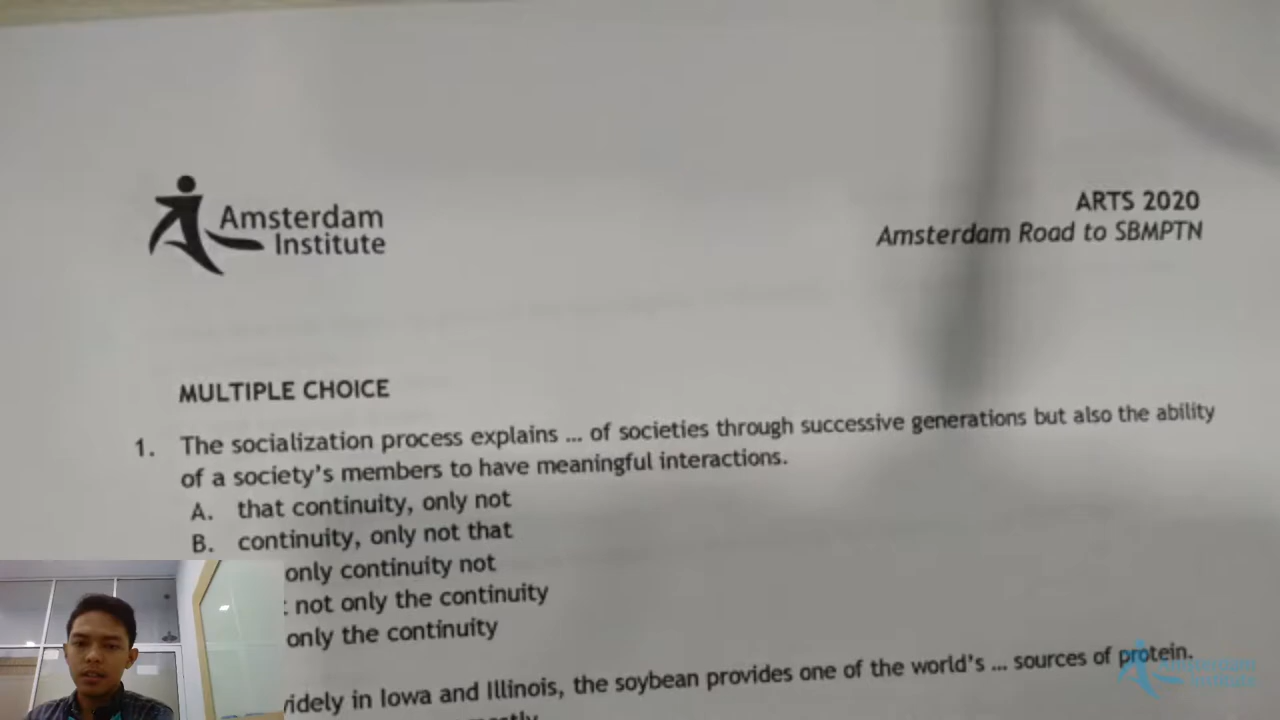 Amsterdam
Institute
ARTS 2020
Amsterdam Road to SBMPTN
MULTIPLE CHOICE
1. The socialization process explains ... of societies through successive generations but also the ability
of a society's members to have meaningful interactions.
A. that continuity, only not
B. continuity, only not that
only continuity not
not only the continuity
only the continuity
in Iowa and Illinois, the soybean provides one of the world's ... sources of protein.
Amsterdam
Institute